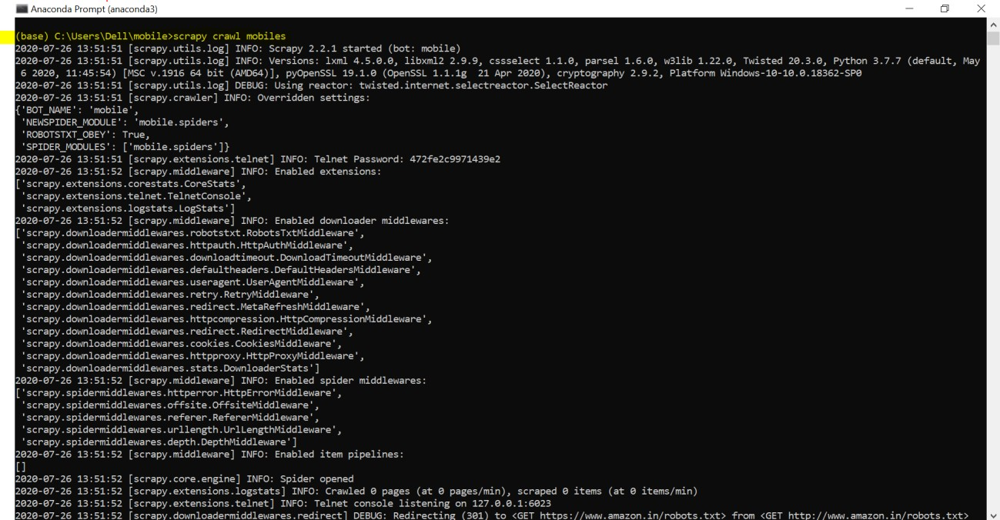 Anaconda Prompt (anaconda3)
(base) C:\Users\Dell\mobile>scrapy crawl mobiles
2020-07-26 13:51:51 [scrapy.utils.log] INFO: Scrapy 2.2.1 started (bot: mobile)
2020-07-26 13:51:51 [scrapy.utils.log] INFO: Versions: lxml 4.5.0.0, libxml2 2.9.9, cssselect 1.1.0, parsel 1.6.0, w3lib 1.22.0, Twisted 20.3.0, Python 3.7.7 (default, May
 6 2020, 11:45:54) [MSC v.1916 64 bit (AMD64)], pyOpenSSL 19.1.0 (OpenSSL 1.1.1g  21 Apr 2020), cryptography 2.9.2, Platform Windows-10-10.0.18362-SP0
2020-07-26 13:51:51 [scrapy.utils.log] DEBUG: Using reactor: twisted.internet.selectreactor.SelectReactor
2020-07-26 13:51:51 [scrapy.crawler] INFO: Overridden settings:
{'BOT_NAME': 'mobile',
 'NEWSPIDER_MODULE': 'mobile.spiders',
 'ROBOTSTXT_OBEY': True,
 'SPIDER_MODULES': ['mobile.spiders']}
2020-07-26 13:51:51 [scrapy.extensions.telnet] INFO: Telnet Password: 472fe2c9971439e2
2020-07-26 13:51:52 [scrapy.middleware] INFO: Enabled extensions:
['scrapy.extensions.corestats.CoreStats',
 'scrapy.extensions.telnet.TelnetConsole',
 'scrapy.extensions.logstats.LogStats']
2020-07-26 13:51:52 [scrapy.middleware] INFO: Enabled downloader middlewares:
['scrapy.downloadermiddlewares.robotstxt.RobotsTxtMiddleware',
 'scrapy.downloadermiddlewares.httpauth.HttpAuthMiddleware',
 'scrapy.downloadermiddlewares.downloadtimeout.DownloadTimeoutMiddleware',
 'scrapy.downloadermiddlewares.defaultheaders.DefaultHeadersMiddleware',
 'scrapy.downloadermiddlewares.useragent.UserAgentMiddleware',
 'scrapy.downloadermiddlewares.retry.RetryMiddleware',
 'scrapy.downloadermiddlewares.redirect.MetaRefreshMiddleware',
 'scrapy.downloadermiddlewares.httpcompression.HttpCompressionMiddleware',
 'scrapy.downloadermiddlewares.redirect.RedirectMiddleware',
 'scrapy.downloadermiddlewares.cookies.CookiesMiddleware',
 'scrapy.downloadermiddlewares.httpproxy.HttpProxyMiddleware',
 'scrapy.downloadermiddlewares.stats.DownloaderStats']
2020-07-26 13:51:52 [scrapy.middleware] INFO: Enabled spider middlewares:
['scrapy.spidermiddlewares.httperror.HttpErrorMiddleware',
 'scrapy.spidermiddlewares.offsite.OffsiteMiddleware',
 'scrapy.spidermiddlewares.referer.RefererMiddleware',
 'scrapy.spidermiddlewares.urllength.UrlLengthMiddleware',
 'scrapy.spidermiddlewares.depth.DepthMiddleware']
2020-07-26 13:51:52 [scrapy.middleware] INFO: Enabled item pipelines:
[]
2020-07-26 13:51:52 [scrapy.core.engine] INFO: Spider opened
2020-07-26 13:51:52 [scrapy.extensions.logstats] INFO: Crawled 0 pages (at 0 pages/min), scraped 0 items (at 0 items/min)
2020-07-26 13:51:52 [scrapy.extensions.telnet] INFO: Telnet console listening on 127.0.0.1:6023
2020-07-26 13:51:52 [scrapy.downloadermiddlewares.redirect] DEBUG: Redirecting (301) to <GET https://www.amazon.in/robots.txt> from <GET http://www.amazon.in/robots.txt>